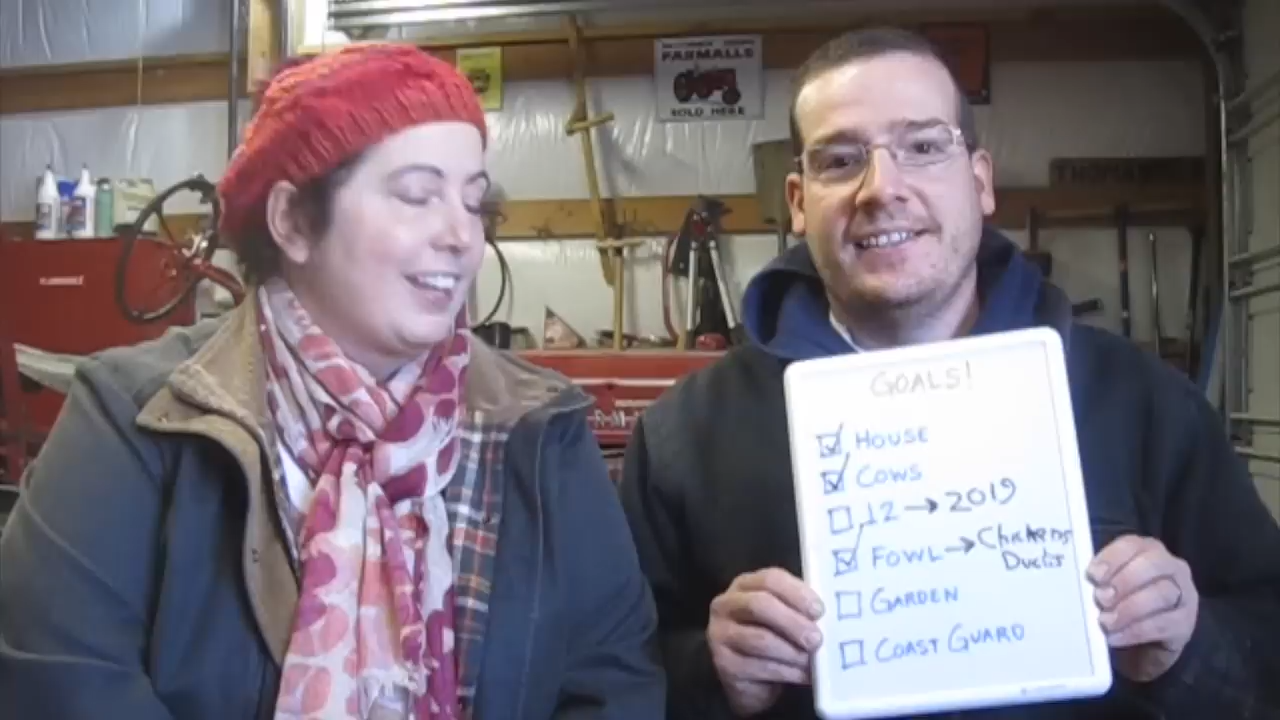 FARMALLS
SOLD HERE
GOALS!
HOUSE
COWS
12 → 2019
FOWL → Chickens
Ducks
GARDEN
COAST GUARD